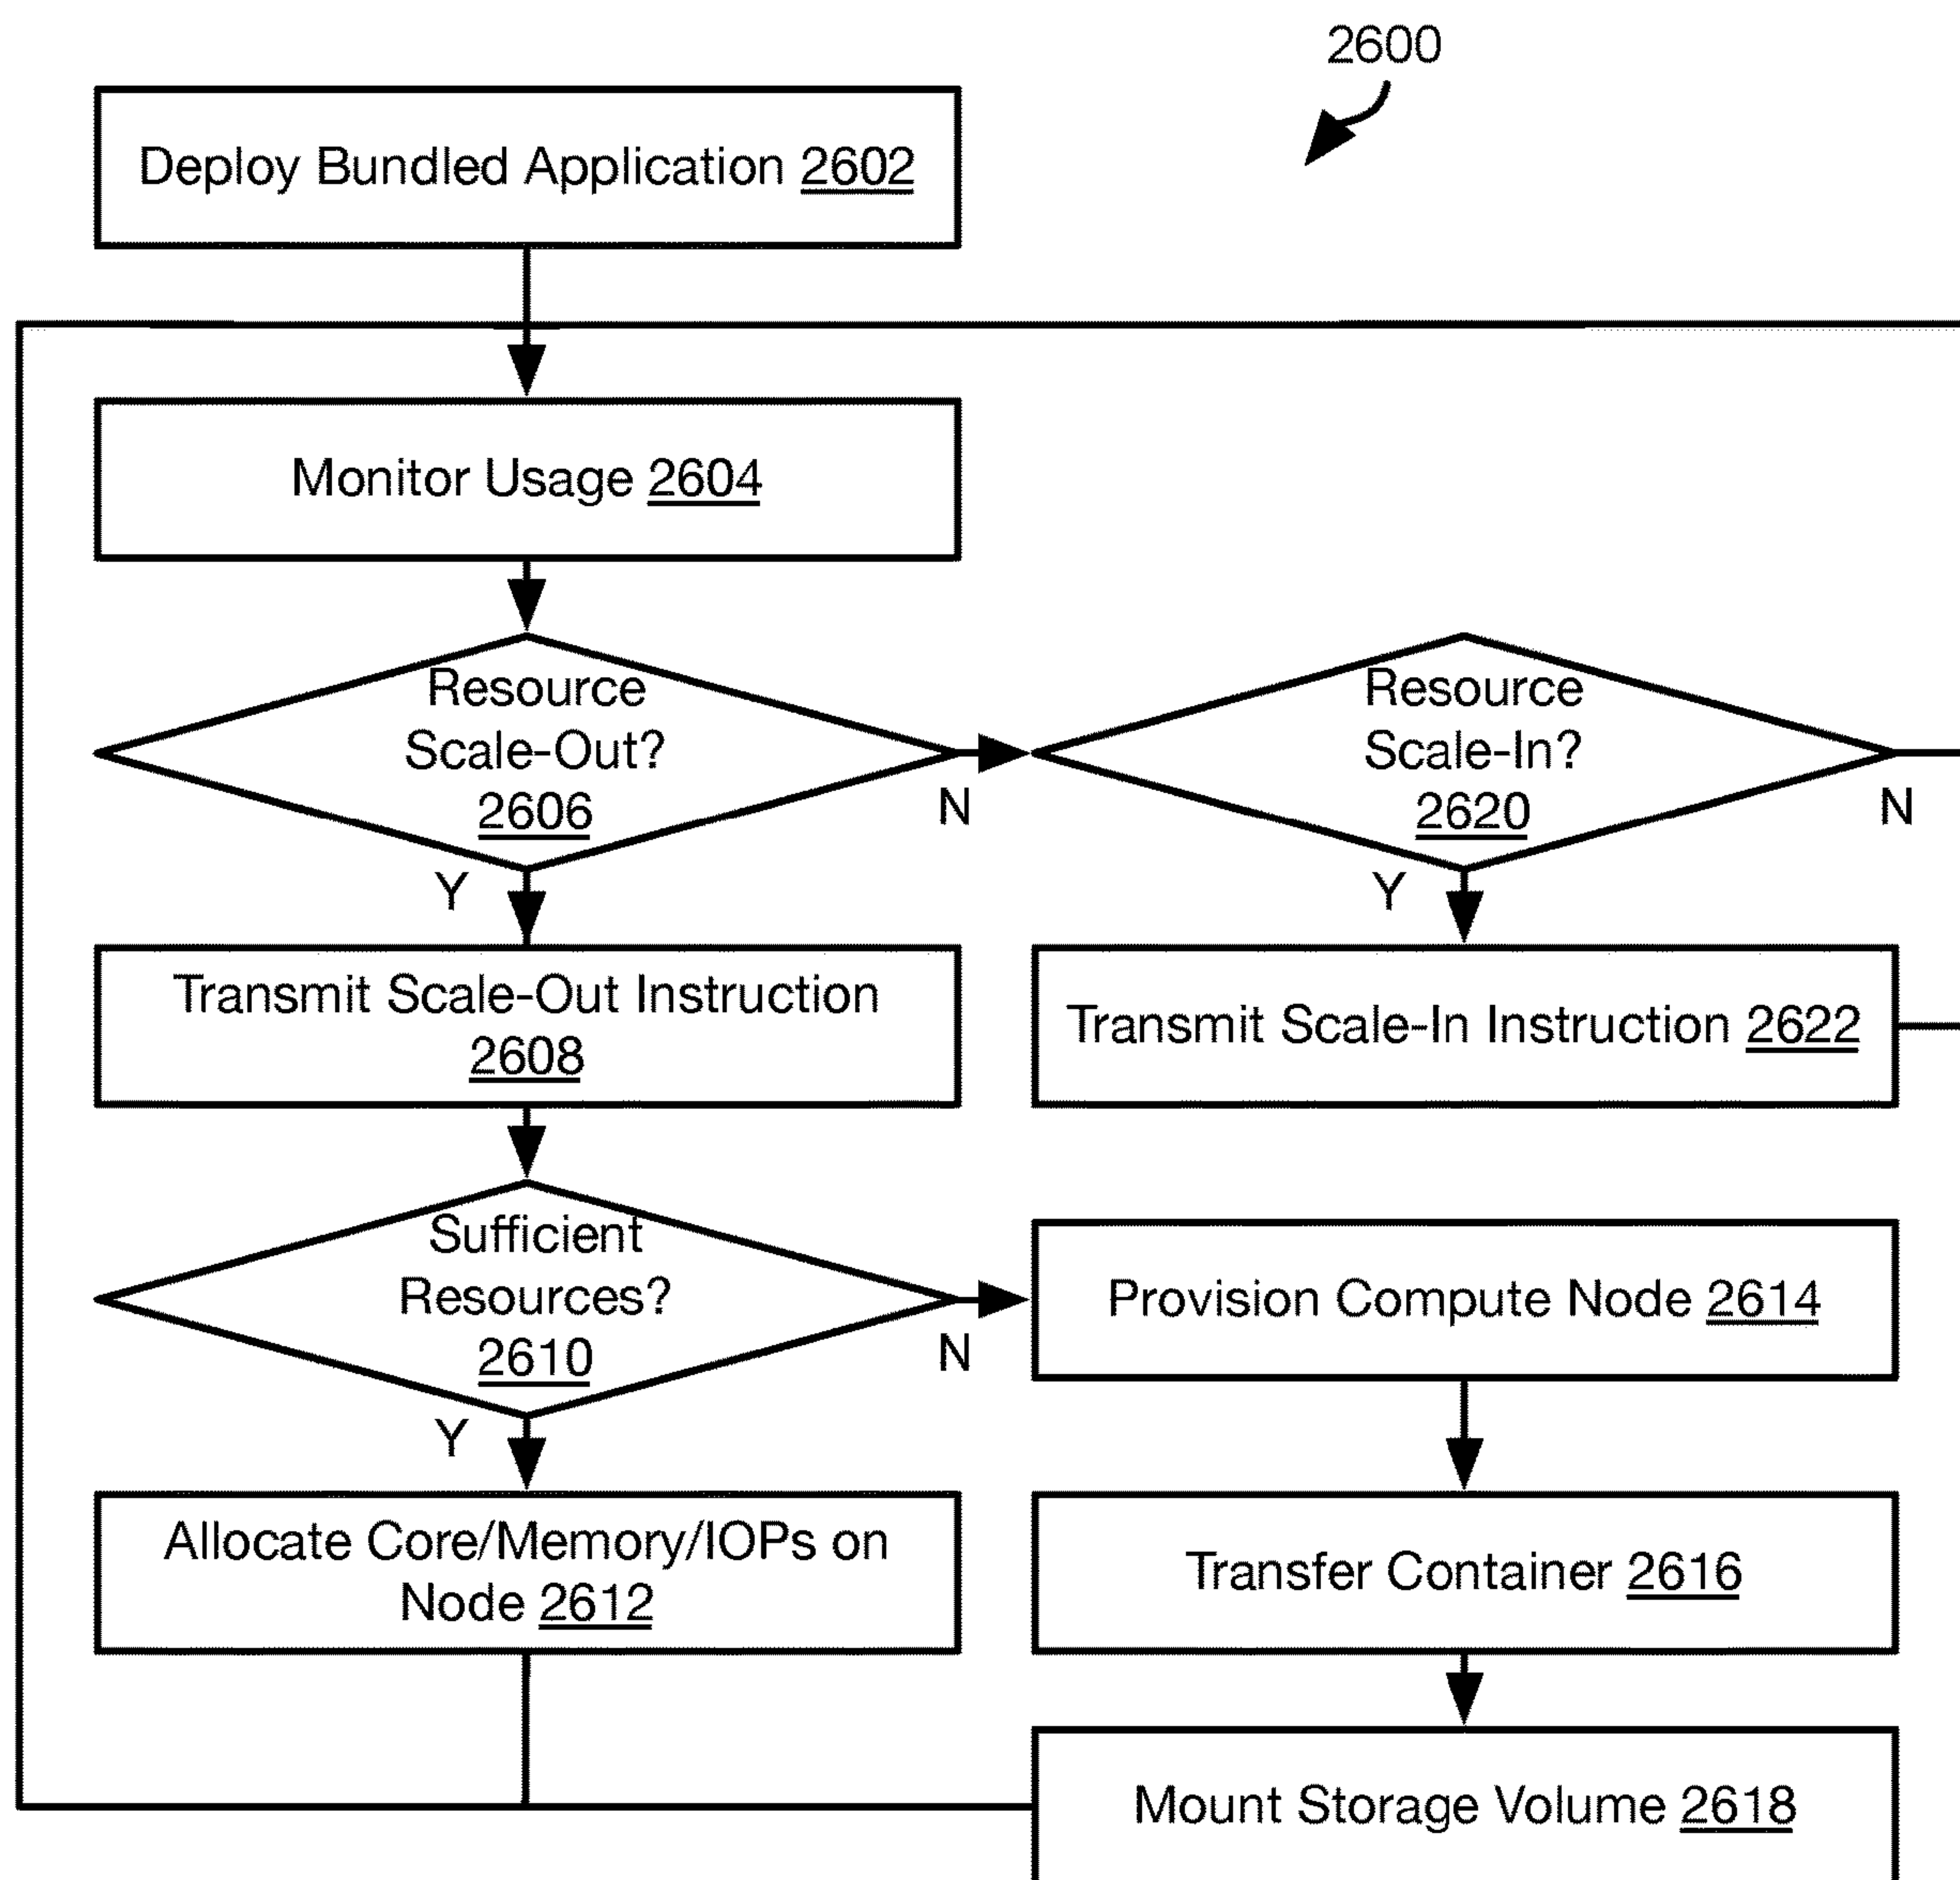 2600
Deploy Bundled Application 2602
Monitor Usage 2604
Resource
Scale-Out?
2606
N
Y
Resource
Scale-In?
2620
N
Y
Transmit Scale-Out Instruction
2608
Transmit Scale-In Instruction 2622
Sufficient
Resources?
2610
N
Y
Provision Compute Node 2614
Allocate Core/Memory/IOPs on
Node 2612
Transfer Container 2616
Mount Storage Volume 2618